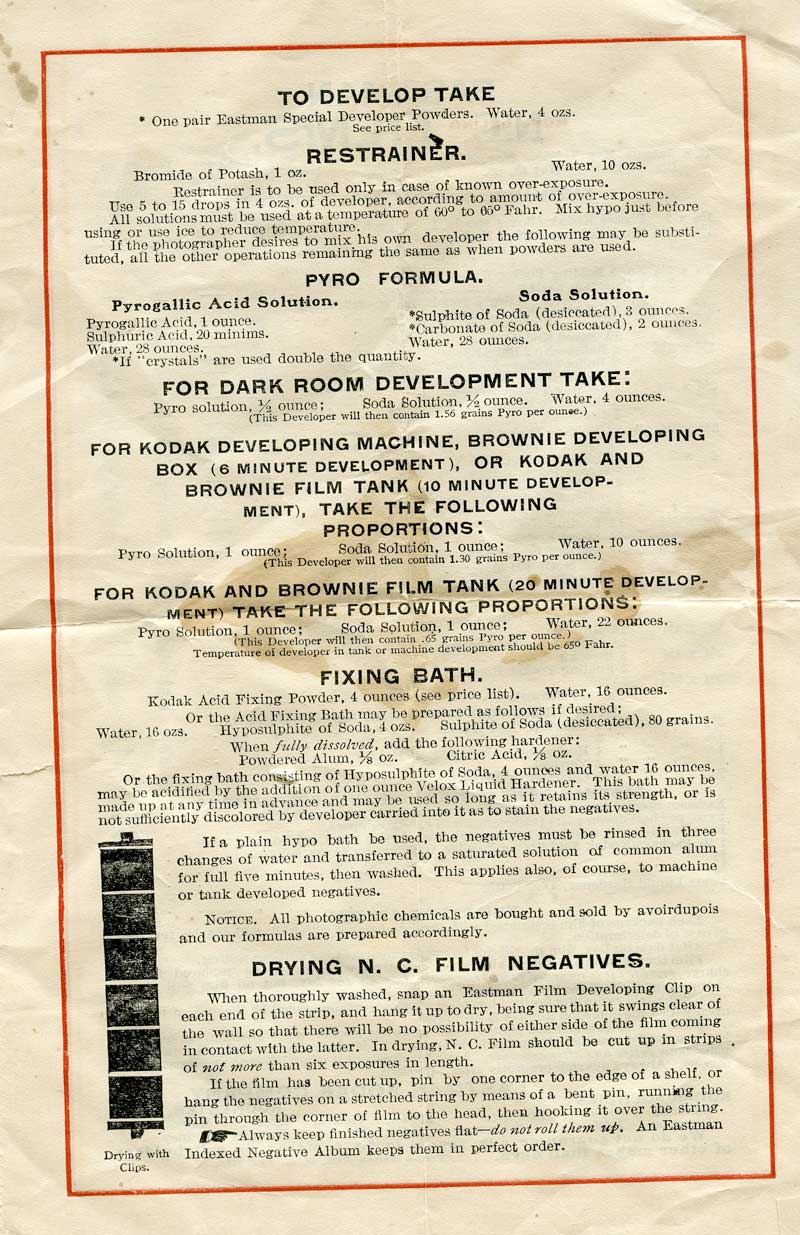 TO DEVELOP TAKE
* One pair Eastman Special Developer Powders. Water, 4 ozs.
See price list.
RESTRAINER.
Bromide of Potash, 1 oz. Water, 10 ozs.
Restrainer is to be used only in case of known over-exposure.
Use 5 to 15 drops in 4 ozs. of developer, according to amount of over-exposure.
All solutions must be used at a temperature of 60° to 65° Fahr. Mix hypo just before
using or use ice to reduce temperature.
If the photographer desires to mix his own developer the following may be substi-
tuted, all the other operations remaining the same as when powders are used.
PYRO FORMULA.
Pyrogallic Acid Solution.
Pyrogallic Acid, 1 ounce.
Sulphuric Acid, 20 minims.
Water, 28 ounces.
Soda Solution.
*Sulphite of Soda (desiccated), 3 ounces.
*Carbonate of Soda (desiccated), 2 ounces.
Water, 28 ounces.
*If "crystals" are used double the quantity.
FOR DARK ROOM DEVELOPMENT TAKE:
Pyro solution, ½ ounce; Soda Solution, ½ ounce. Water, 4 ounces.
(This Developer will then contain 1.56 grains Pyro per ounce.)
FOR KODAK DEVELOPING MACHINE, BROWNIE DEVELOPING
BOX (6 MINUTE DEVELOPMENT), OR KODAK AND
BROWNIE FILM TANK (10 MINUTE DEVELOP-
MENT), TAKE THE FOLLOWING
PROPORTIONS:
Pyro Solution, 1 ounce; Soda Solution, 1 ounce; Water, 10 ounces.
(This Developer will then contain 1.30 grains Pyro per ounce.)
FOR KODAK AND BROWNIE FILM TANK (20 MINUTE DEVELOP-
MENT) TAKE THE FOLLOWING PROPORTIONS:
Pyro Solution, 1 ounce; Soda Solution, 1 ounce; Water, 22 ounces.
(This Developer will then contain .65 grains Pyro per ounce.)
Temperature of developer in tank or machine development should be 65° Fahr.
FIXING BATH.
Kodak Acid Fixing Powder, 4 ounces (see price list). Water, 16 ounces.
Or the Acid Fixing Bath may be prepared as follows if desired;
Water, 16 ozs. Hyposulphite of Soda, 4 ozs. Sulphite of Soda (desiccated), 80 grains.
When fully dissolved, add the following hardener:
Powdered Alum, ⅛ oz. Citric Acid, ⅛ oz.
Or the fixing bath consisting of Hyposulphite of Soda, 4 ounces and water 16 ounces,
may be acidified by the addition of one ounce Velox Liquid Hardener. This bath may be
made up at any time in advance and may be used so long as it retains its strength, or is
not sufficiently discolored by developer carried into it as to stain the negatives.
If a plain hypo bath be used, the negatives must be rinsed in three
changes of water and transferred to a saturated solution of common alum
for full five minutes, then washed. This applies also, of course, to machine
or tank developed negatives.
NOTICE. All photographic chemicals are bought and sold by avoirdupois
and our formulas are prepared accordingly.
DRYING N. C. FILM NEGATIVES.
When thoroughly washed, snap an Eastman Film Developing Clip on
each end of the strip, and hang it up to dry, being sure that it swings clear of
the wall so that there will be no possibility of either side of the film coming
in contact with the latter. In drying, N. C. Film should be cut up in strips
of not more than six exposures in length.
If the film has been cut up, pin by one corner to the edge of a shelf, or
hang the negatives on a stretched string by means of a bent pin, running the
pin through the corner of film to the head, then hooking it over the string.
Always keep finished negatives flat—do not roll them up. An Eastman
Indexed Negative Album keeps them in perfect order.
Drying with
Clips.